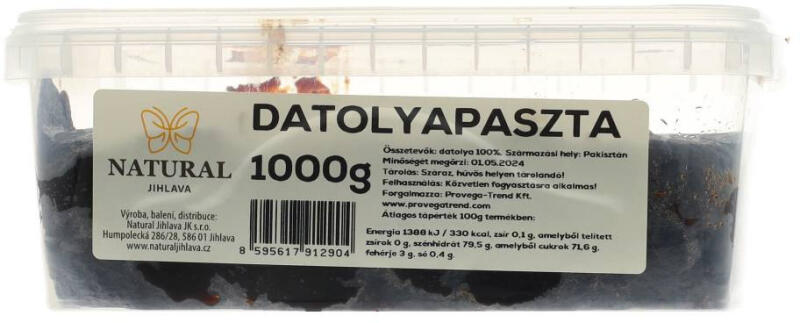 DATOLYAPASZTA
1000g
NATURAL
JIHLAVA
Výroba, balení, distribuce:
Natural Jihlava JK s.r.o.
Humpolecká 286/28, 586 01 Jihlava
www.naturaljihlava.cz
8 595617 912904
Összetevők: datolya 100%. Származási hely: Pakisztán
Minőségét megőrzi: 01.05.2024
Tárolás: Száraz, hűvös helyen tárolandó!
Felhasználás: Közvetlen fogyasztásra alkalmas!
Forgalmazza: Provega-Trend Kft.
www.provegatrend.com
Átlagos tápérték 100g termékben:
Energia 1388 kJ / 330 kcal, zsír 0,1 g, amelyből telített
zsírok 0 g, szénhidrát 79,5 g, amelyből cukrok 71,6 g,
fehérje 3 g, só 0,4 g.